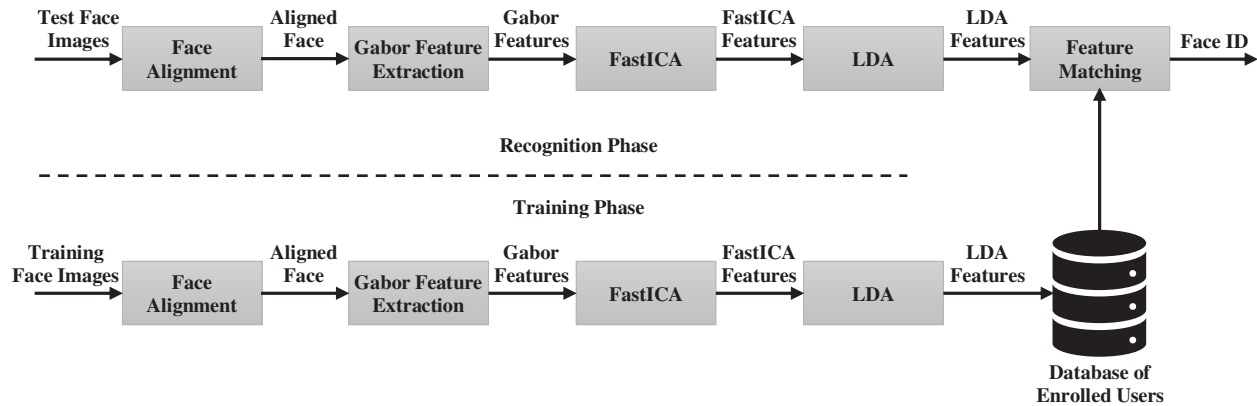 Test Face
Images
Face
Alignment
Aligned
Face
Gabor Feature
Extraction
Gabor
Features
FastICA
FastICA
Features
LDA
LDA
Features
Feature
Matching
Face ID
Recognition Phase
Training Phase
Training
Face Images
Face
Alignment
Aligned
Face
Gabor Feature
Extraction
Gabor
Features
FastICA
FastICA
Features
LDA
LDA
Features
Database of
Enrolled Users